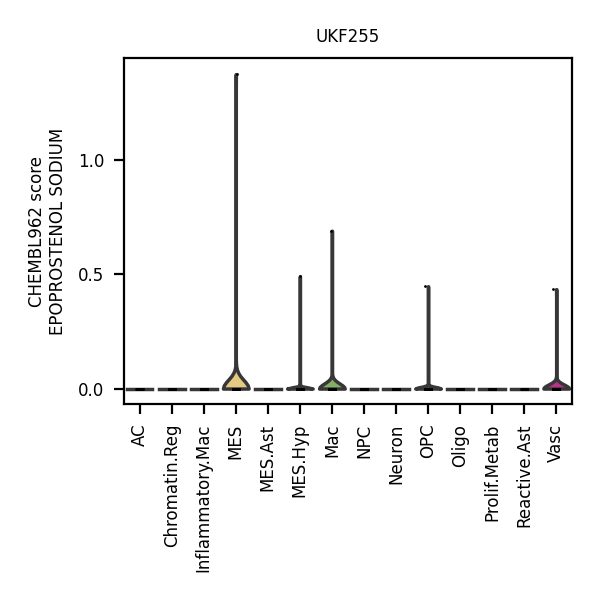 UKF255
CHEMBL962 score
EPOPROSTENOL SODIUM
1.0
0.5
0.0
AC
Chromatin.Reg
Inflammatory.Mac
MES
MES.Ast
MES.Hyp
Mac
NPC
Neuron
OPC
Oligo
Prolif.Metab
Reactive.Ast
Vasc